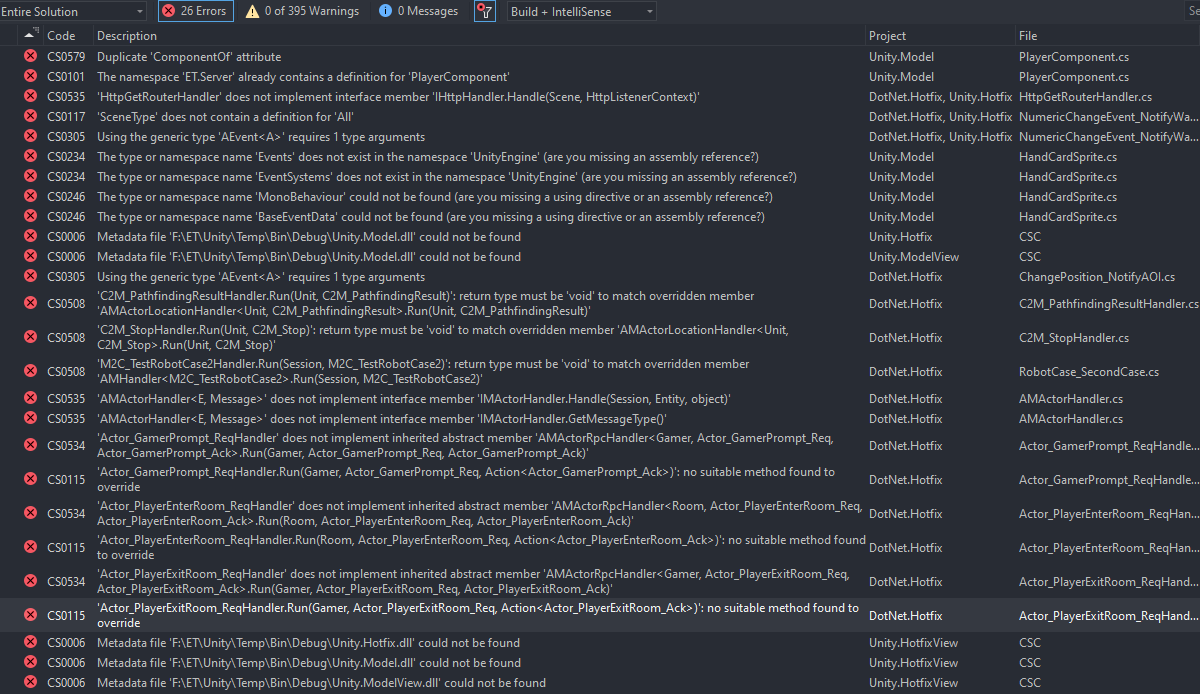 Entire Solution 26 Errors 0 of 395 Warnings 0 Messages Build + IntelliSense Se
Code Description Project File
CS0579 Duplicate 'ComponentOf' attribute Unity.Model PlayerComponent.cs
CS0101 The namespace 'ET.Server' already contains a definition for 'PlayerComponent' Unity.Model PlayerComponent.cs
CS0535 'HttpGetRouterHandler' does not implement interface member 'IHttpHandler.Handle(Scene, HttpListenerContext)' DotNet.Hotfix, Unity.Hotfix HttpGetRouterHandler.cs
CS0117 'SceneType' does not contain a definition for 'All' DotNet.Hotfix, Unity.Hotfix NumericChangeEvent_NotifyWa...
CS0305 Using the generic type 'AEvent<A>' requires 1 type arguments DotNet.Hotfix, Unity.Hotfix NumericChangeEvent_NotifyWa...
CS0234 The type or namespace name 'Events' does not exist in the namespace 'UnityEngine' (are you missing an assembly reference?) Unity.Model HandCardSprite.cs
CS0234 The type or namespace name 'EventSystems' does not exist in the namespace 'UnityEngine' (are you missing an assembly reference?) Unity.Model HandCardSprite.cs
CS0246 The type or namespace name 'MonoBehaviour' could not be found (are you missing a using directive or an assembly reference?) Unity.Model HandCardSprite.cs
CS0246 The type or namespace name 'BaseEventData' could not be found (are you missing a using directive or an assembly reference?) Unity.Model HandCardSprite.cs
CS0006 Metadata file 'F:\ET\Unity\Temp\Bin\Debug\Unity.Model.dll' could not be found Unity.Hotfix CSC
CS0006 Metadata file 'F:\ET\Unity\Temp\Bin\Debug\Unity.Model.dll' could not be found Unity.ModelView CSC
CS0305 Using the generic type 'AEvent<A>' requires 1 type arguments DotNet.Hotfix ChangePosition_NotifyAOI.cs
'C2M_PathfindingResultHandler.Run(Unit, C2M_PathfindingResult)': return type must be 'void' to match overridden member
CS0508 DotNet.Hotfix C2M_PathfindingResultHandler.cs
'AMActorLocationHandler<Unit, C2M_PathfindingResult>.Run(Unit, C2M_PathfindingResult)'
'C2M_StopHandler.Run(Unit, C2M_Stop)': return type must be 'void' to match overridden member 'AMActorLocationHandler<Unit,
CS0508 DotNet.Hotfix C2M_StopHandler.cs
C2M_Stop>.Run(Unit, C2M_Stop)'
'M2C_TestRobotCase2Handler.Run(Session, M2C_TestRobotCase2)': return type must be 'void' to match overridden member
CS0508 DotNet.Hotfix RobotCase_SecondCase.cs
'AMHandler<M2C_TestRobotCase2>.Run(Session, M2C_TestRobotCase2)'
CS0535 'AMActorHandler<E, Message>' does not implement interface member 'IMActorHandler.Handle(Session, Entity, object)' DotNet.Hotfix AMActorHandler.cs
CS0535 'AMActorHandler<E, Message>' does not implement interface member 'IMActorHandler.GetMessageType()' DotNet.Hotfix AMActorHandler.cs
'Actor_GamerPrompt_ReqHandler' does not implement inherited abstract member 'AMActorRpcHandler<Gamer, Actor_GamerPrompt_Req,
CS0534 DotNet.Hotfix Actor_GamerPrompt_ReqHandle...
Actor_GamerPrompt_Ack>.Run(Gamer, Actor_GamerPrompt_Req, Actor_GamerPrompt_Ack)'
'Actor_GamerPrompt_ReqHandler.Run(Gamer, Actor_GamerPrompt_Req, Action<Actor_GamerPrompt_Ack>)': no suitable method found to
CS0115 DotNet.Hotfix Actor_GamerPrompt_ReqHandle...
override
'Actor_PlayerEnterRoom_ReqHandler' does not implement inherited abstract member 'AMActorRpcHandler<Room, Actor_PlayerEnterRoom_Req,
CS0534 DotNet.Hotfix Actor_PlayerEnterRoom_ReqHan...
Actor_PlayerEnterRoom_Ack>.Run(Room, Actor_PlayerEnterRoom_Req, Actor_PlayerEnterRoom_Ack)'
'Actor_PlayerEnterRoom_ReqHandler.Run(Room, Actor_PlayerEnterRoom_Req, Action<Actor_PlayerEnterRoom_Ack>)': no suitable method found
CS0115 DotNet.Hotfix Actor_PlayerEnterRoom_ReqHan...
to override
'Actor_PlayerExitRoom_ReqHandler' does not implement inherited abstract member 'AMActorRpcHandler<Gamer, Actor_PlayerExitRoom_Req,
CS0534 DotNet.Hotfix Actor_PlayerExitRoom_ReqHand...
Actor_PlayerExitRoom_Ack>.Run(Gamer, Actor_PlayerExitRoom_Req, Actor_PlayerExitRoom_Ack)'
'Actor_PlayerExitRoom_ReqHandler.Run(Gamer, Actor_PlayerExitRoom_Req, Action<Actor_PlayerExitRoom_Ack>)': no suitable method found to
CS0115 DotNet.Hotfix Actor_PlayerExitRoom_ReqHand...
override
CS0006 Metadata file 'F:\ET\Unity\Temp\Bin\Debug\Unity.Hotfix.dll' could not be found Unity.HotfixView CSC
CS0006 Metadata file 'F:\ET\Unity\Temp\Bin\Debug\Unity.Model.dll' could not be found Unity.HotfixView CSC
CS0006 Metadata file 'F:\ET\Unity\Temp\Bin\Debug\Unity.ModelView.dll' could not be found Unity.HotfixView CSC